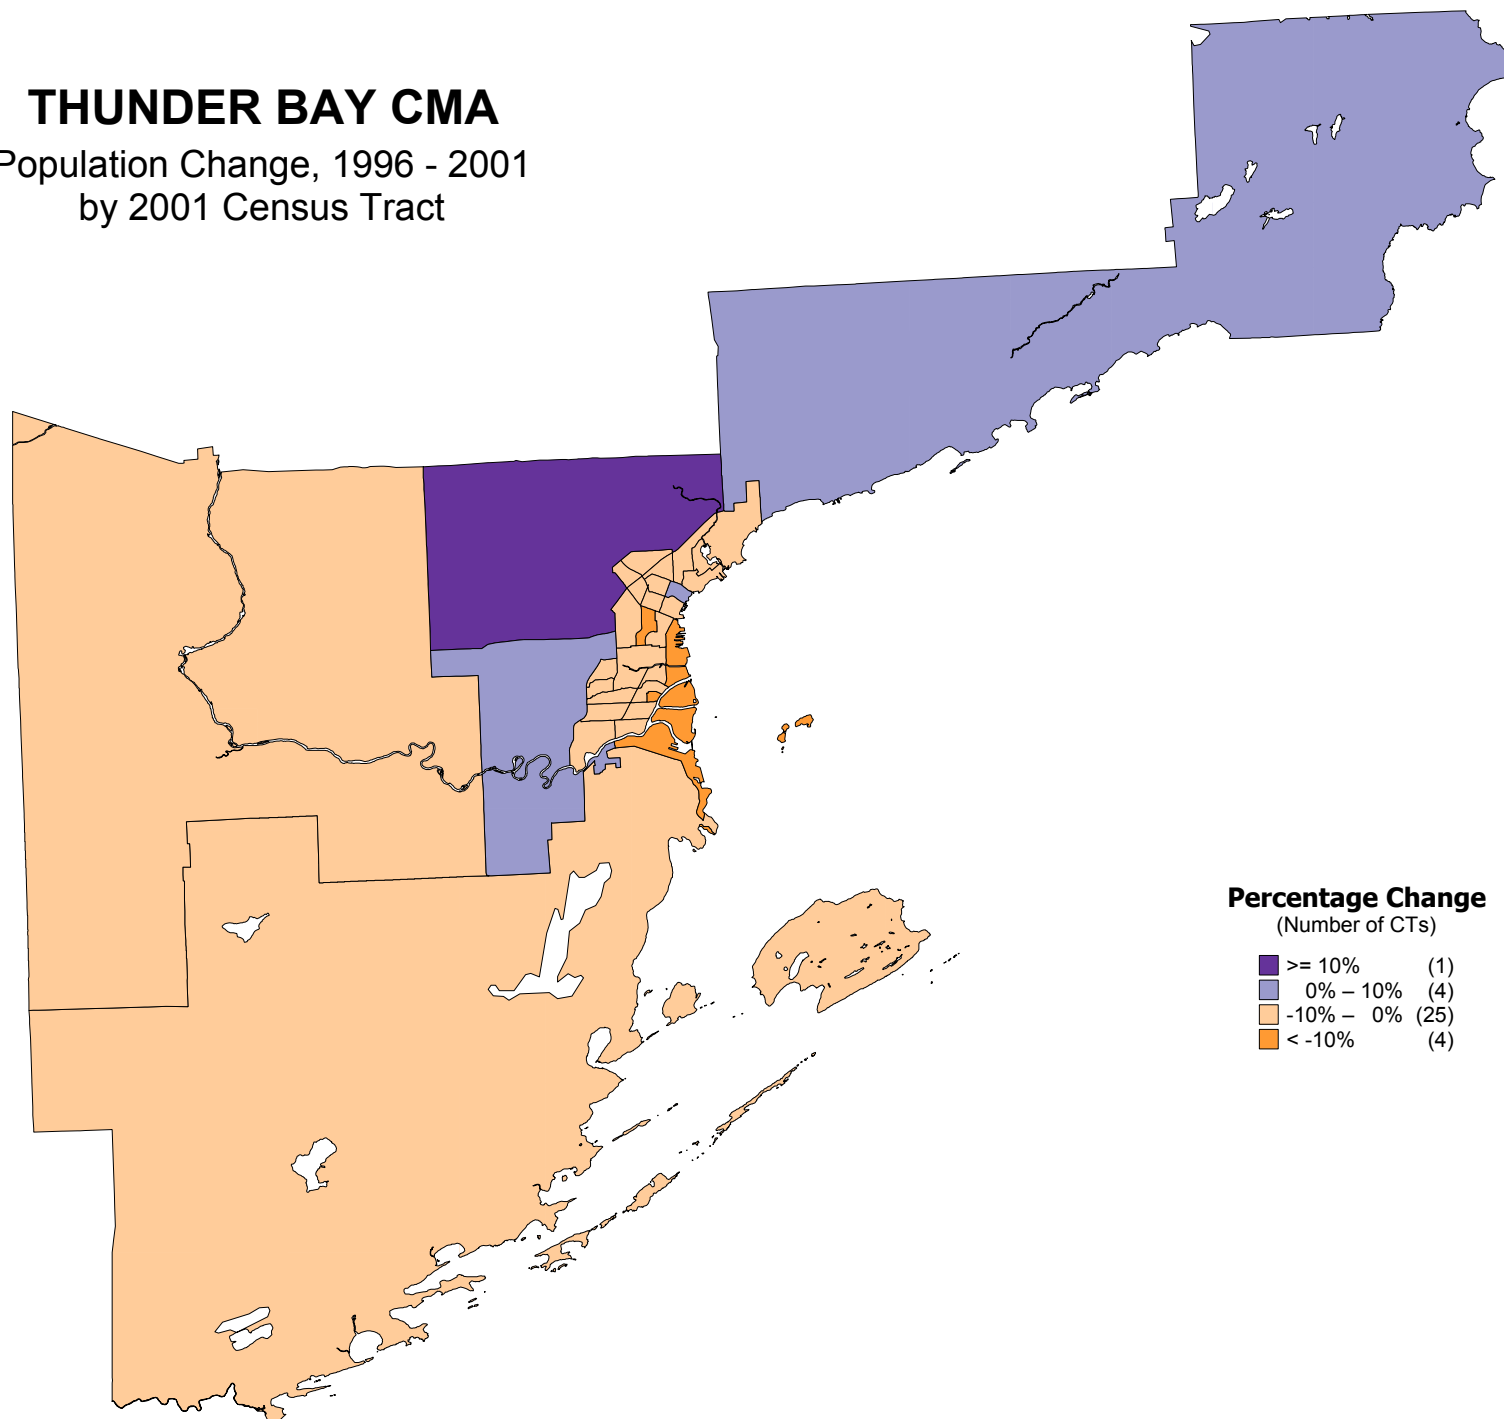 THUNDER BAY CMA
Population Change, 1996 - 2001
by 2001 Census Tract
Percentage Change
(Number of CTs)
>= 10% (1)
0% – 10% (4)
-10% – 0% (25)
< -10% (4)